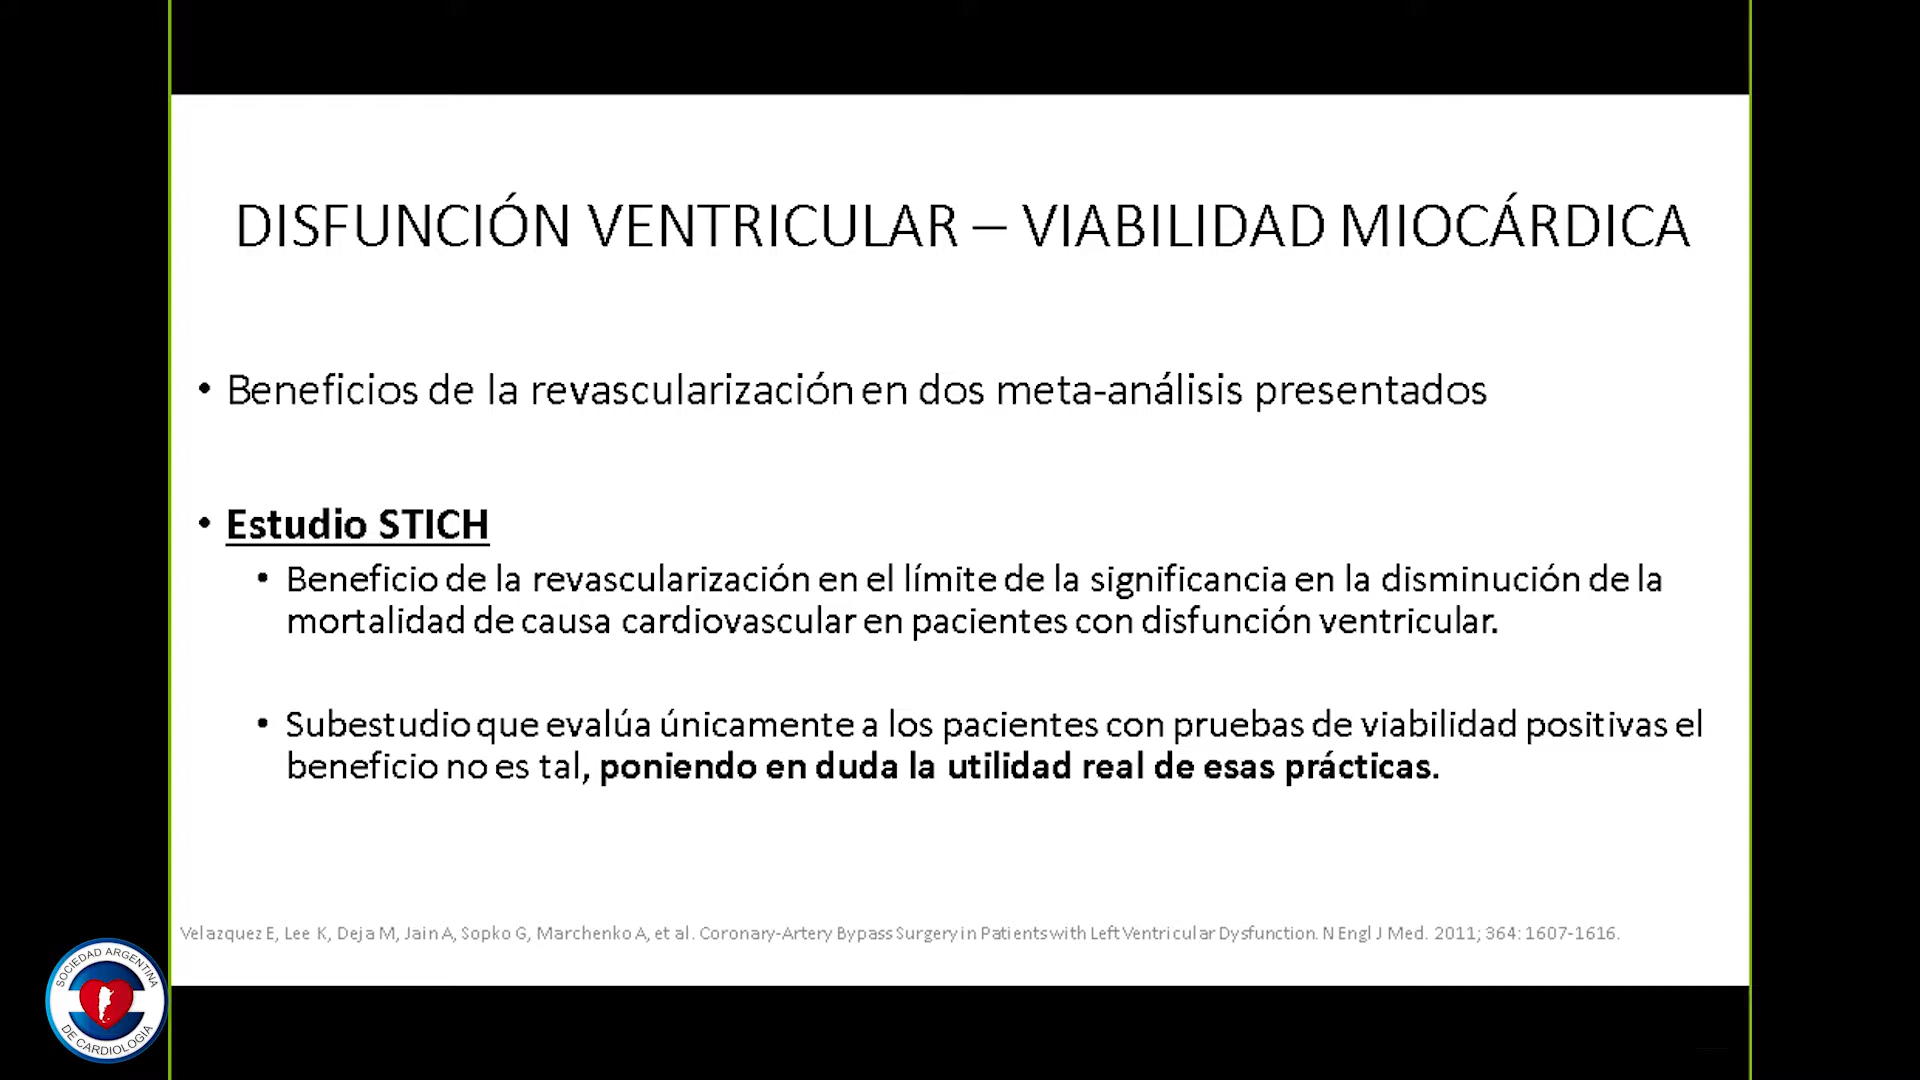 DISFUNCIÓN VENTRICULAR – VIABILIDAD MIOCÁRDICA
• Beneficios de la revascularización en dos meta-análisis presentados
• Estudio STICH
• Beneficio de la revascularización en el límite de la significancia en la disminución de la
mortalidad de causa cardiovascular en pacientes con disfunción ventricular.
• Subestudio que evalúa únicamente a los pacientes con pruebas de viabilidad positivas el
beneficio no es tal, poniendo en duda la utilidad real de esas prácticas.
Velazquez E, Lee K, Deja M, Jain A, Sopko G, Marchenko A, et al. Coronary-Artery Bypass Surgery in Patients with Left Ventricular Dysfunction. N Engl J Med. 2011; 364: 1607-1616.
SOCIEDAD ARGENTINA
DE CARDIOLOGÍA